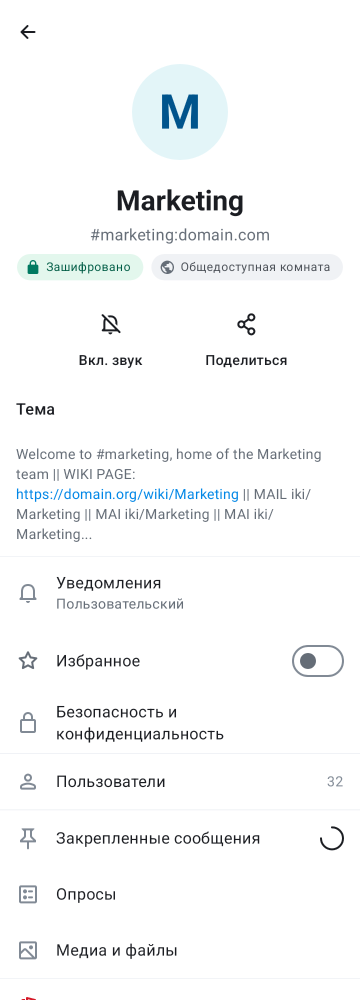 M
Marketing
#marketing:domain.com
Зашифровано
Общедоступная комната
Вкл. звук
Поделиться
Тема
Welcome to #marketing, home of the Marketing
team || WIKI PAGE:
https://domain.org/wiki/Marketing || MAIL iki/
Marketing || MAI iki/Marketing || MAI iki/
Marketing...
Уведомления
Пользовательский
Избранное
Безопасность и
конфиденциальность
Пользователи
32
Закрепленные сообщения
Опросы
Медиа и файлы